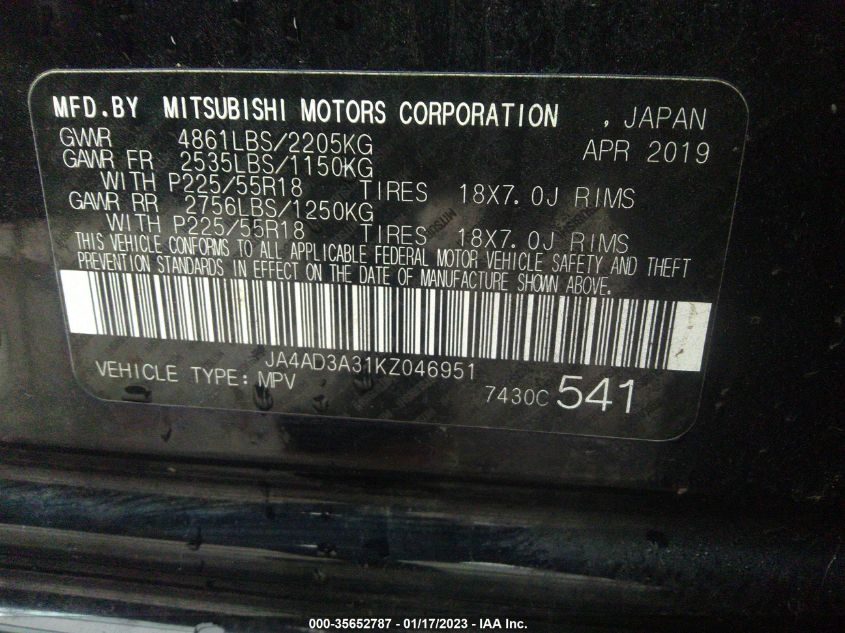 MFD.BY MITSUBISHI MOTORS CORPORATION , JAPAN
GVWR 4861LBS/2205KG APR 2019
GAWR FR 2535LBS/1150KG
WITH P225/55R18 TIRES 18X7.0J RIMS
GAWR RR 2756LBS/1250KG
WITH P225/55R18 TIRES 18X7.0J RIMS
THIS VEHICLE CONFORMS TO ALL APPLICABLE FEDERAL MOTOR VEHICLE SAFETY AND THEFT
PREVENTION STANDARDS IN EFFECT ON THE DATE OF MANUFACTURE SHOWN ABOVE.
JA4AD3A31KZ046951
VEHICLE TYPE: MPV 7430C 541
000-35652787 - 01/17/2023 - IAA Inc.